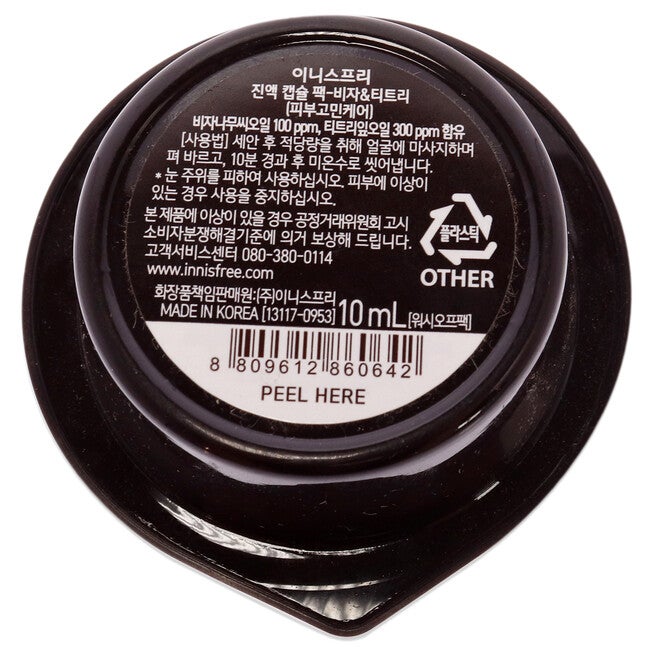 이니스프리
진액 캡슐 팩-비자&티트리
(피부고민케어)
비자나무씨오일 100 ppm, 티트리잎오일 300 ppm 함유
[사용법] 세안 후 적당량을 취해 얼굴에 마사지하며
펴 바르고, 10분 경과 후 미온수로 씻어냅니다.
* 눈 주위를 피하여 사용하십시오. 피부에 이상이
있는 경우 사용을 중지하십시오.
본 제품에 이상이 있을 경우 공정거래위원회 고시
소비자분쟁해결기준에 의거 보상해 드립니다.
고객서비스센터 080-380-0114
www.innisfree.com
플라스틱
OTHER
화장품책임판매원:(주)이니스프리
MADE IN KOREA [13117-0953] 10 mL [워시오프팩]
8 809612 860642
PEEL HERE